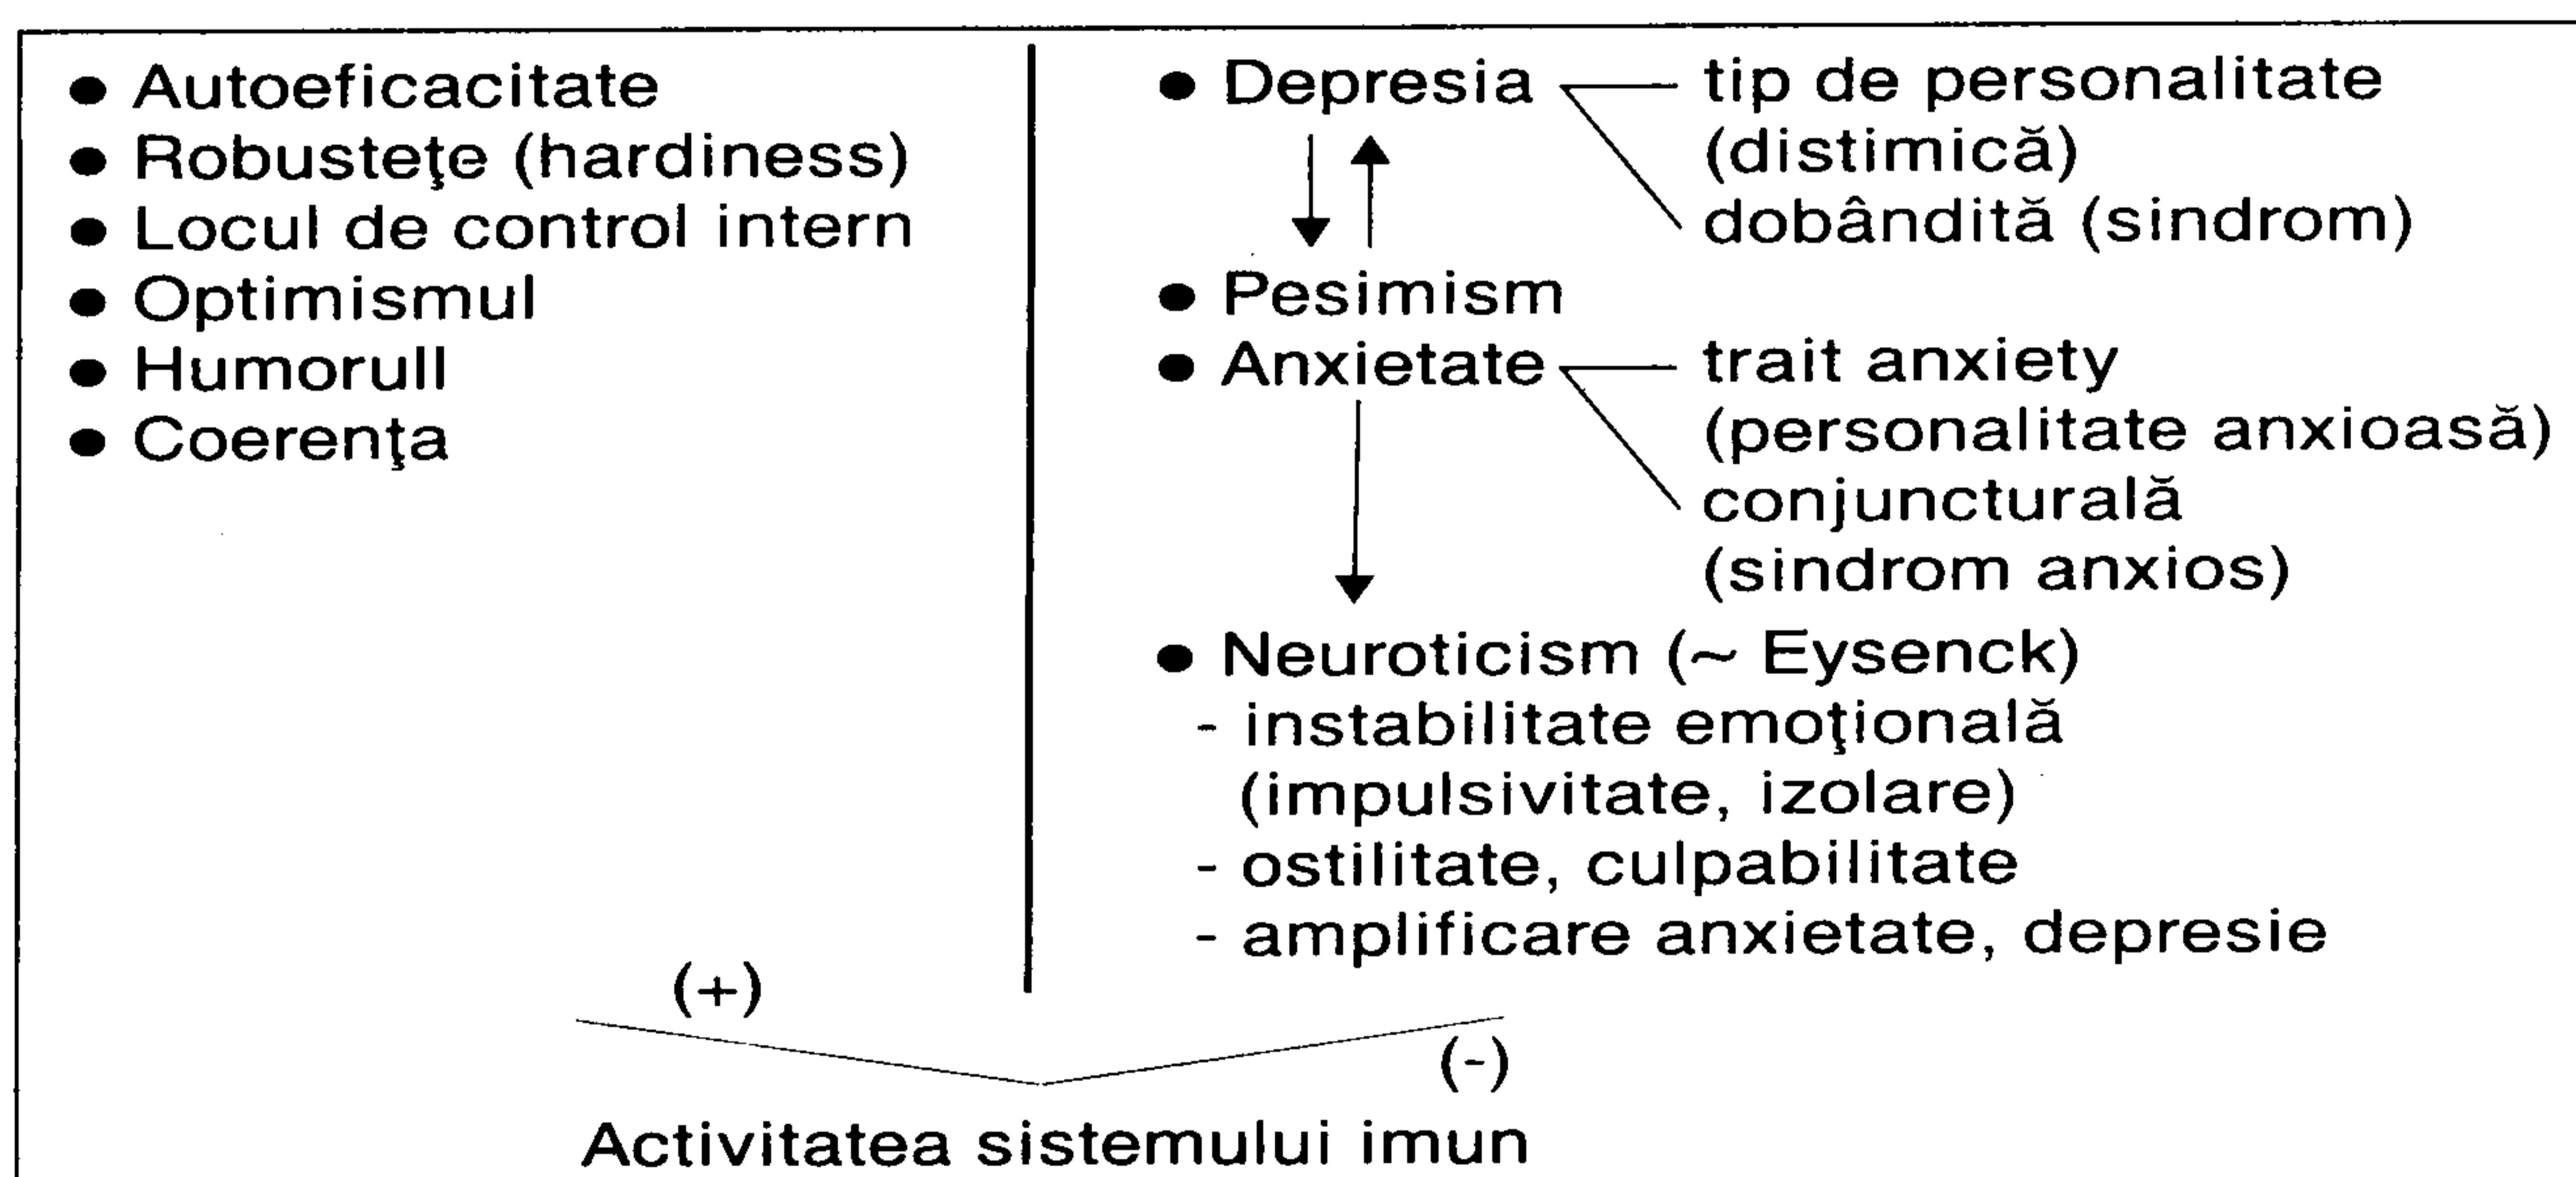 ● Autoeficacitate
● Robusteţe (hardiness)
● Locul de control intern
● Optimismul
● Humorull
● Coerenţa
● Depresia
tip de personalitate
(distimică)
dobândită (sindrom)
● Pesimism
● Anxietate
trait anxiety
(personalitate anxioasă)
conjuncturală
(sindrom anxios)
● Neuroticism (~ Eysenck)
- instabilitate emoţională
(impulsivitate, izolare)
- ostilitate, culpabilitate
- amplificare anxietate, depresie
(+)
(-)
Activitatea sistemului imun